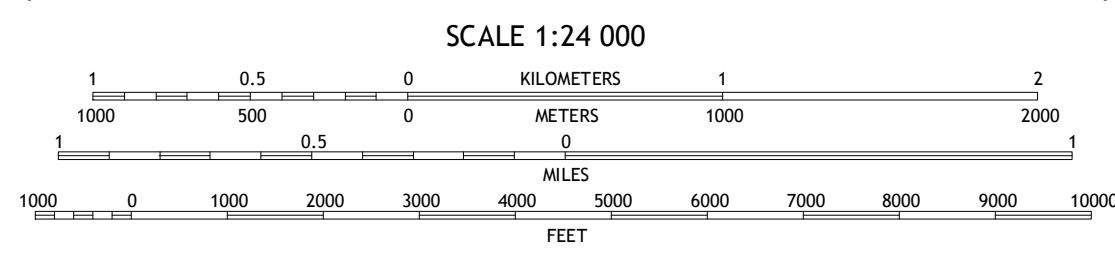 SCALE 1:24 000
1 0.5 0 KILOMETERS 1 2
1000 500 0 METERS 1000 2000
1 0.5 0 1
MILES
1000 0 1000 2000 3000 4000 5000 6000 7000 8000 9000 10000
FEET